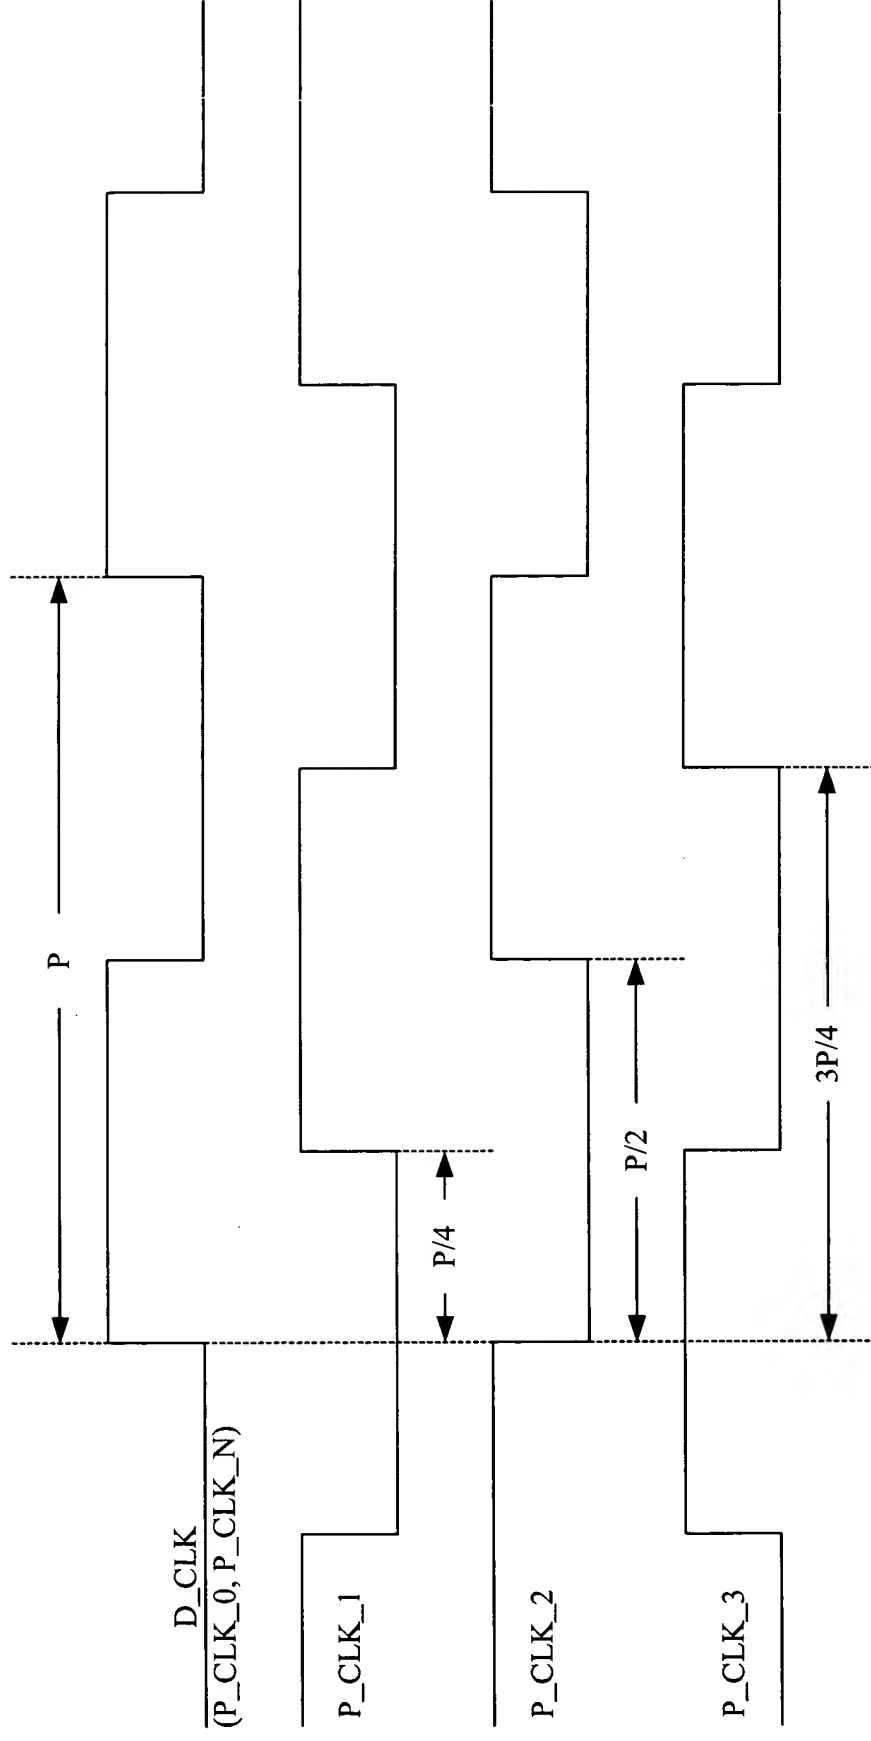 P
D_CLK
(P_CLK_0, P_CLK_N)
P_CLK_1
P/4
P_CLK_2
P/2
P_CLK_3
3P/4